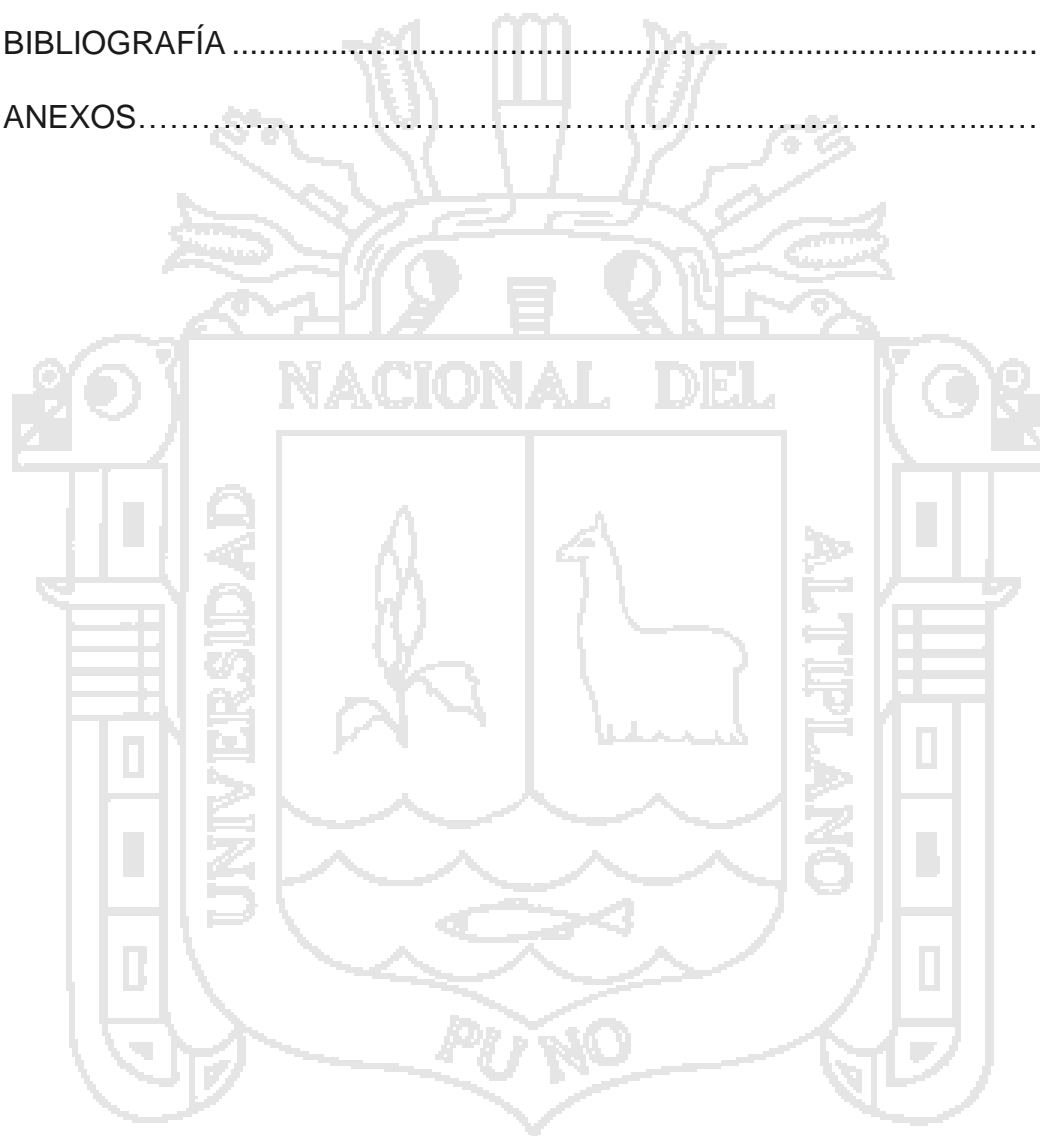 BIBLIOGRAFÍA ..........................................................................................
ANEXOS……………………………………………………………………………
NACIONAL DEL
UNIVERSIDAD
ALTIPLANO
PUNO